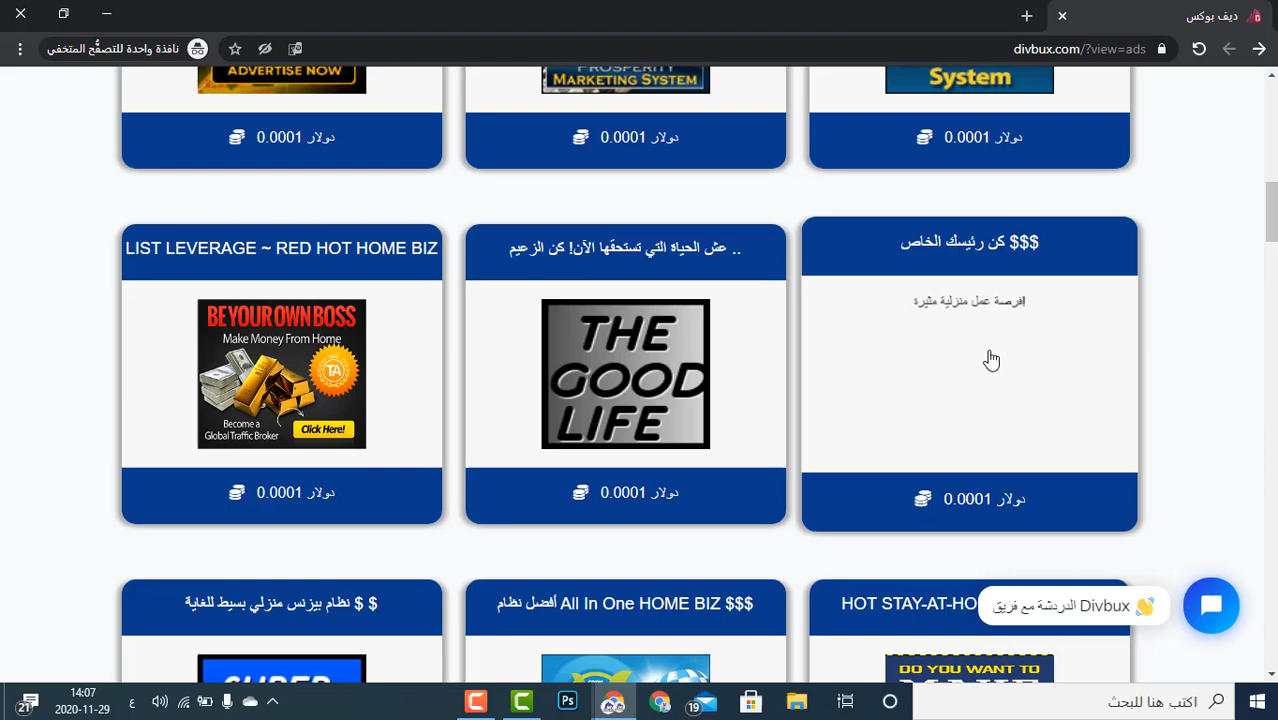 ديف بوكس
divbux.com/?view=ads
نافذة واحدة للتصفُّح المتخفي
System
PROSPERITY
MARKETING SYSTEM
ADVERTISE NOW
دولار 0.0001
دولار 0.0001
دولار 0.0001
$$$ كن رئيسك الخاص
.. عش الحياة التي تستحقها الآن! كن الزعيم
LIST LEVERAGE ~ RED HOT HOME BIZ
!فرصة عمل منزلية مثيرة
THE
GOOD
LIFE
BE YOUR OWN BOSS
Make Money From Home
TA
Become a
Global Traffic Broker
Click Here!
دولار 0.0001
دولار 0.0001
دولار 0.0001
HOT STAY-AT-HO
أفضل نظام All In One HOME BIZ $$$
$ $ نظام بيزنس منزلي بسيط للغاية
الدردشة مع فريق Divbux
DO YOU WANT TO
اكتب هنا للبحث
Ps
19
ع
14:07
2020-11-29
21